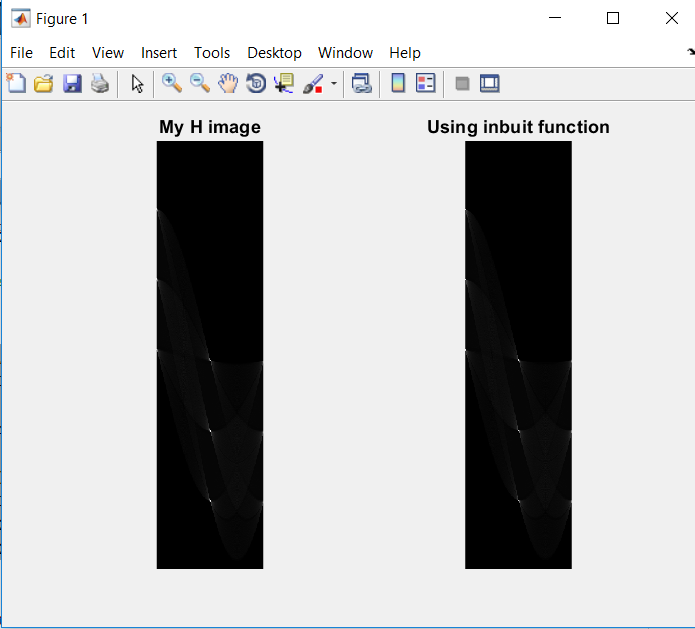 Figure 1
File Edit View Insert Tools Desktop Window Help
My H image
Using inbuit function